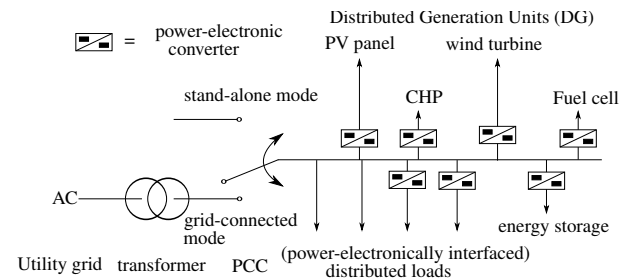 Distributed Generation Units (DG)
= power-electronic
converter
PV panel
wind turbine
stand-alone mode
CHP
Fuel cell
AC
grid-connected
mode
energy storage
Utility grid transformer PCC
(power-electronically interfaced)
distributed loads